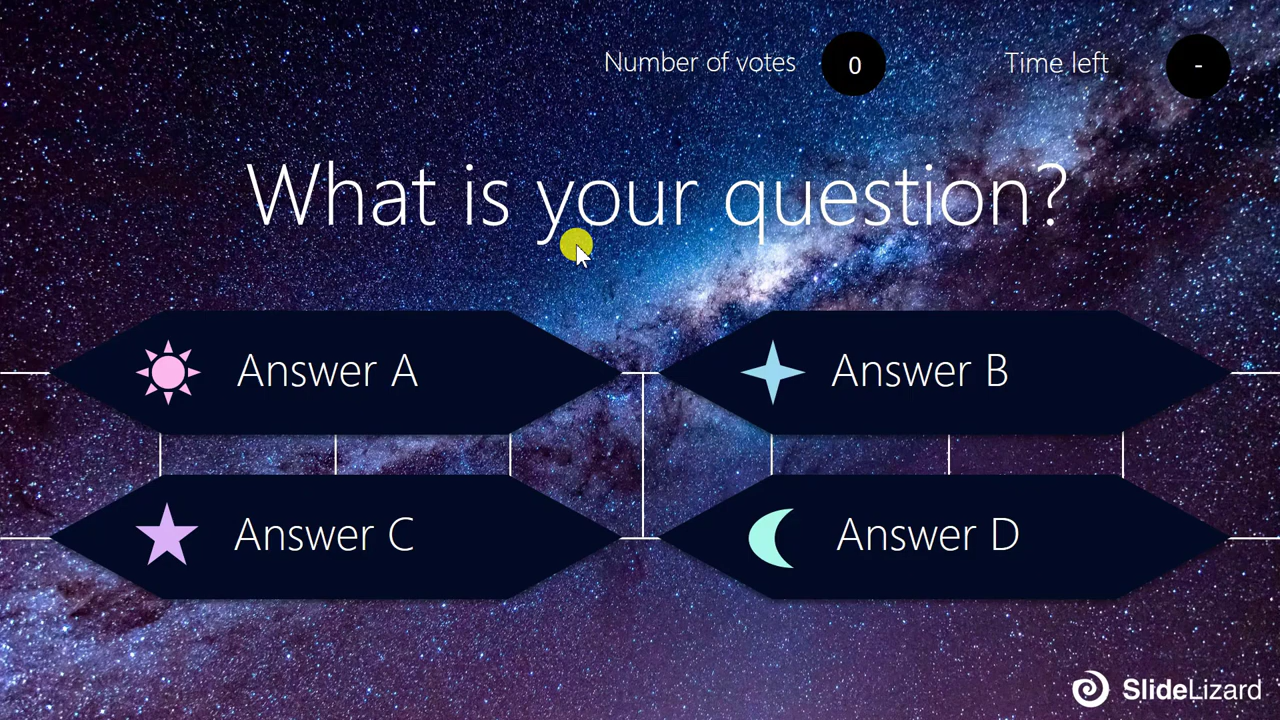 Number of votes 0 Time left -
What is your question?
Answer A Answer B
Answer C Answer D
SlideLizard